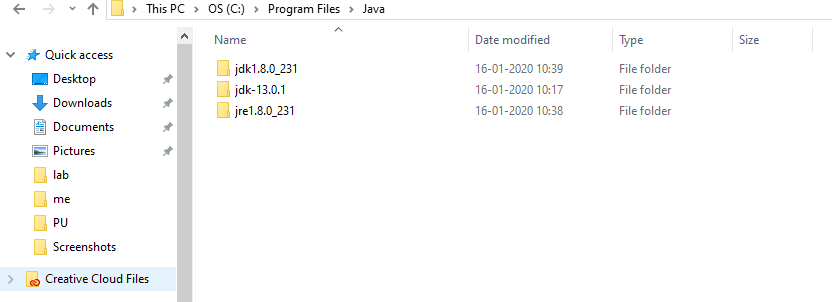 This PC > OS (C:) > Program Files > Java
Name Date modified Type Size
Quick access
jdk1.8.0_231 16-01-2020 10:39 File folder
Desktop
jdk-13.0.1 16-01-2020 10:17 File folder
Downloads
jre1.8.0_231 16-01-2020 10:38 File folder
Documents
Pictures
lab
me
PU
Screenshots
Creative Cloud Files